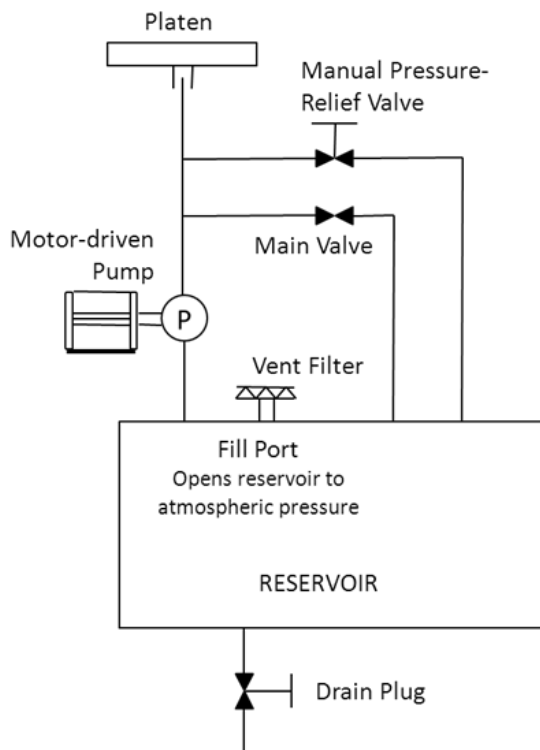 Platen
Manual Pressure-
Relief Valve
Motor-driven
Pump
Main Valve
P
Vent Filter
Fill Port
Opens reservoir to
atmospheric pressure
RESERVOIR
Drain Plug